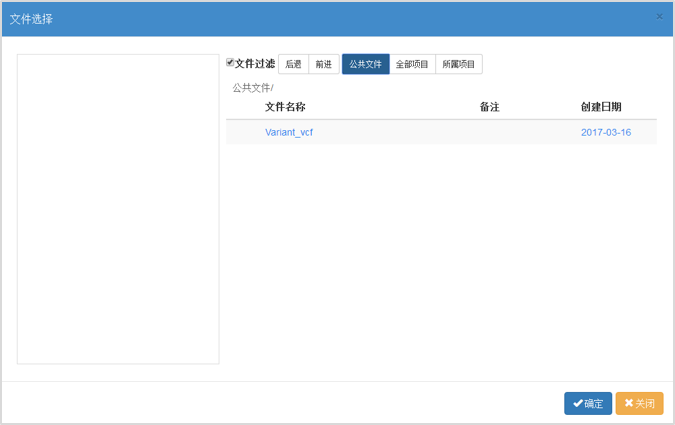 文件选择 ×
文件过滤 后退 前进 公共文件 全部项目 所属项目
公共文件/
文件名称 备注 创建日期
Variant_vcf 2017-03-16
确定 关闭